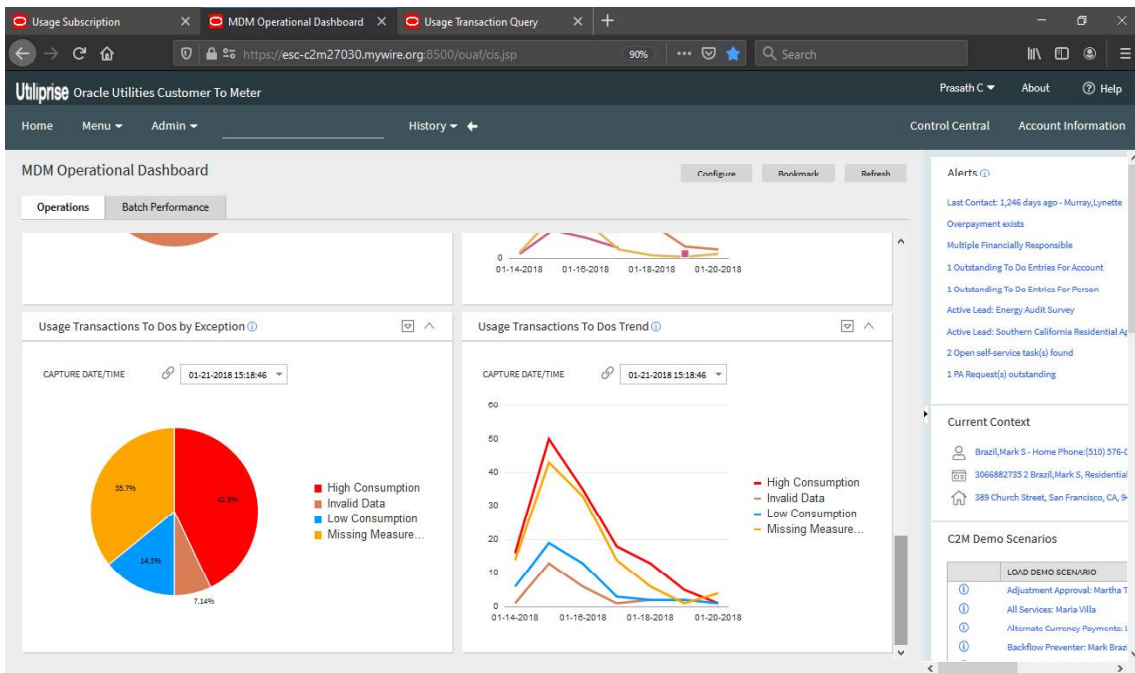 Usage Subscription
MDM Operational Dashboard
Usage Transaction Query
https://esc-c2m27030.mywire.org:8500/ouaf/cis.jsp
90%
Search
Utiliprise Oracle Utilities Customer To Meter
Prasath C
About
Help
Home
Menu
Admin
History
Control Central
Account Information
MDM Operational Dashboard
Configure
Bookmark
Refresh
Operations
Batch Performance
0
01-14-2018
01-16-2018
01-18-2018
01-20-2018
Usage Transactions To Dos by Exception
CAPTURE DATE/TIME
01-21-2018 15:18:46
35.7%
42.9%
14.3%
7.14%
High Consumption
Invalid Data
Low Consumption
Missing Measure...
Usage Transactions To Dos Trend
CAPTURE DATE/TIME
01-21-2018 15:18:46
60
50
40
30
20
10
0
01-14-2018
01-16-2018
01-18-2018
01-20-2018
High Consumption
Invalid Data
Low Consumption
Missing Measure...
Alerts
Last Contact: 1,246 days ago - Murray,Lynette
Overpayment exists
Multiple Financially Responsible
1 Outstanding To Do Entries For Account
1 Outstanding To Do Entries For Person
Active Lead: Energy Audit Survey
Active Lead: Southern California Residential Ap
2 Open self-service task(s) found
1 PA Request(s) outstanding
Current Context
Brazil,Mark S - Home Phone:(510) 576-
3066882735 2 Brazil,Mark S, Residential
389 Church Street, San Francisco, CA, 9
C2M Demo Scenarios
LOAD DEMO SCENARIO
Adjustment Approval: Martha T
All Services: Maria Villa
Alternate Currency Payments:
Backflow Preventer: Mark Braz